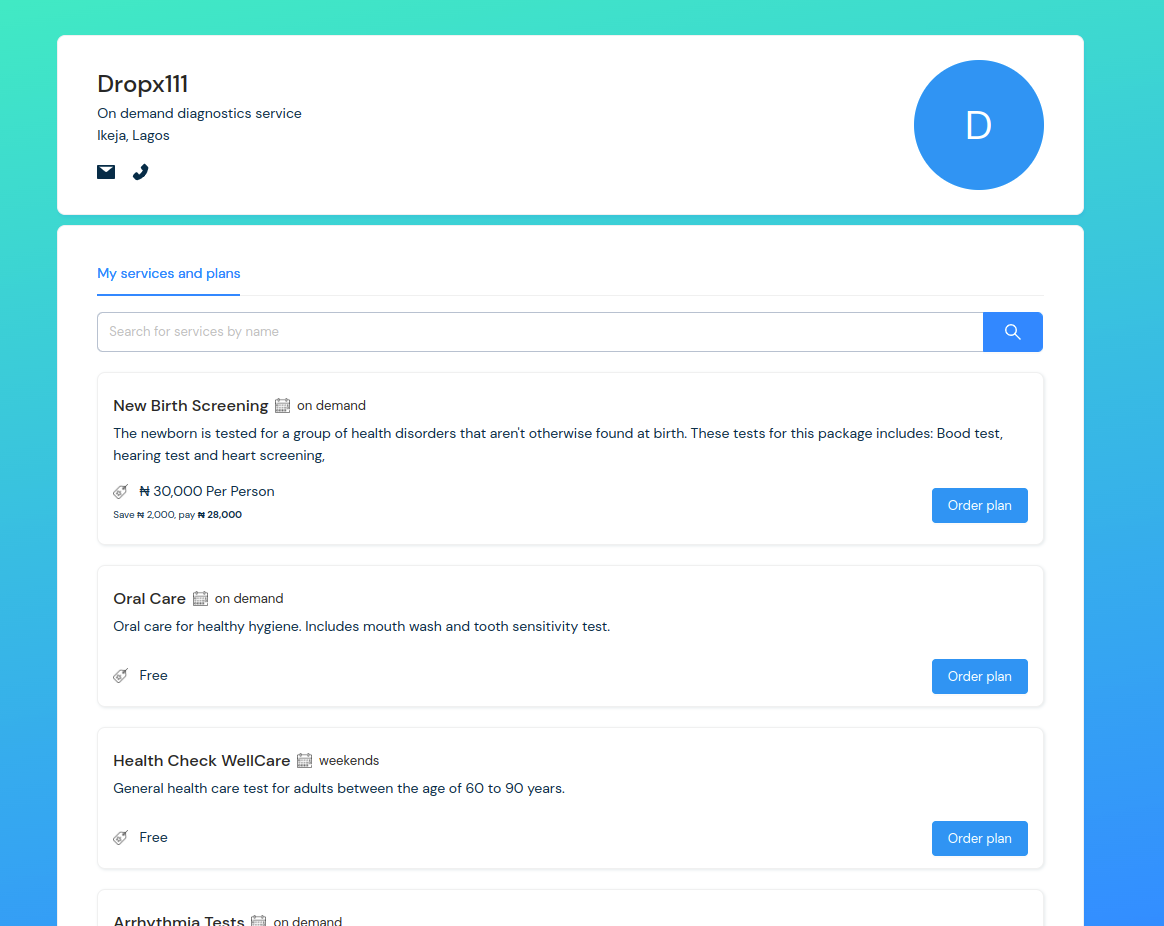 Dropx111
On demand diagnostics service
Ikeja, Lagos
D
My services and plans
Search for services by name
New Birth Screening on demand
The newborn is tested for a group of health disorders that aren't otherwise found at birth. These tests for this package includes: Bood test,
hearing test and heart screening,
₦ 30,000 Per Person
Save ₦ 2,000, pay ₦ 28,000
Order plan
Oral Care on demand
Oral care for healthy hygiene. Includes mouth wash and tooth sensitivity test.
Free
Order plan
Health Check WellCare weekends
General health care test for adults between the age of 60 to 90 years.
Free
Order plan
Arrhythmia Tests on demand